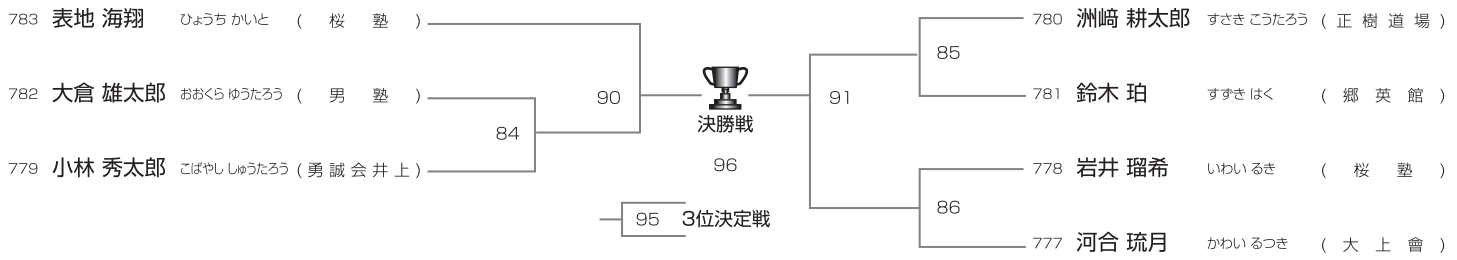 783 表地 海翔 ひょうち かいと ( 桜 塾 )
90
782 大倉 雄太郎 おおくら ゆうたろう ( 男 塾 )
84
779 小林 秀太郎 こばやし しゅうたろう ( 勇 誠 会 井 上 )
決勝戦
96
95 3位決定戦
780 洲﨑 耕太郎 すさき こうたろう ( 正 樹 道 場 )
85
781 鈴木 珀 すずき はく ( 郷 英 館 )
91
778 岩井 瑠希 いわい るき ( 桜 塾 )
86
777 河合 琉月 かわい るつき ( 大 上 會 )